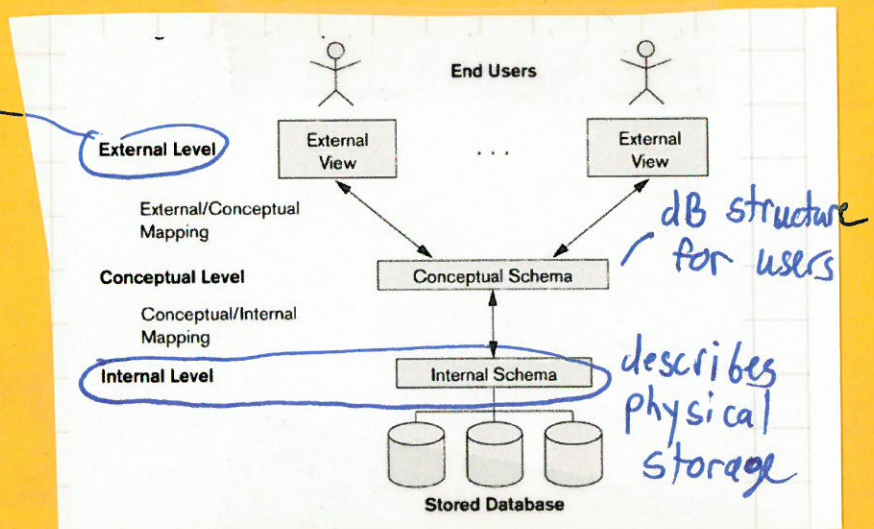 End Users
External Level
External
View
. . .
External
View
External/Conceptual
Mapping
dB structure
for users
Conceptual Level
Conceptual Schema
Conceptual/Internal
Mapping
Internal Level
Internal Schema
describes
physical
storage
Stored Database